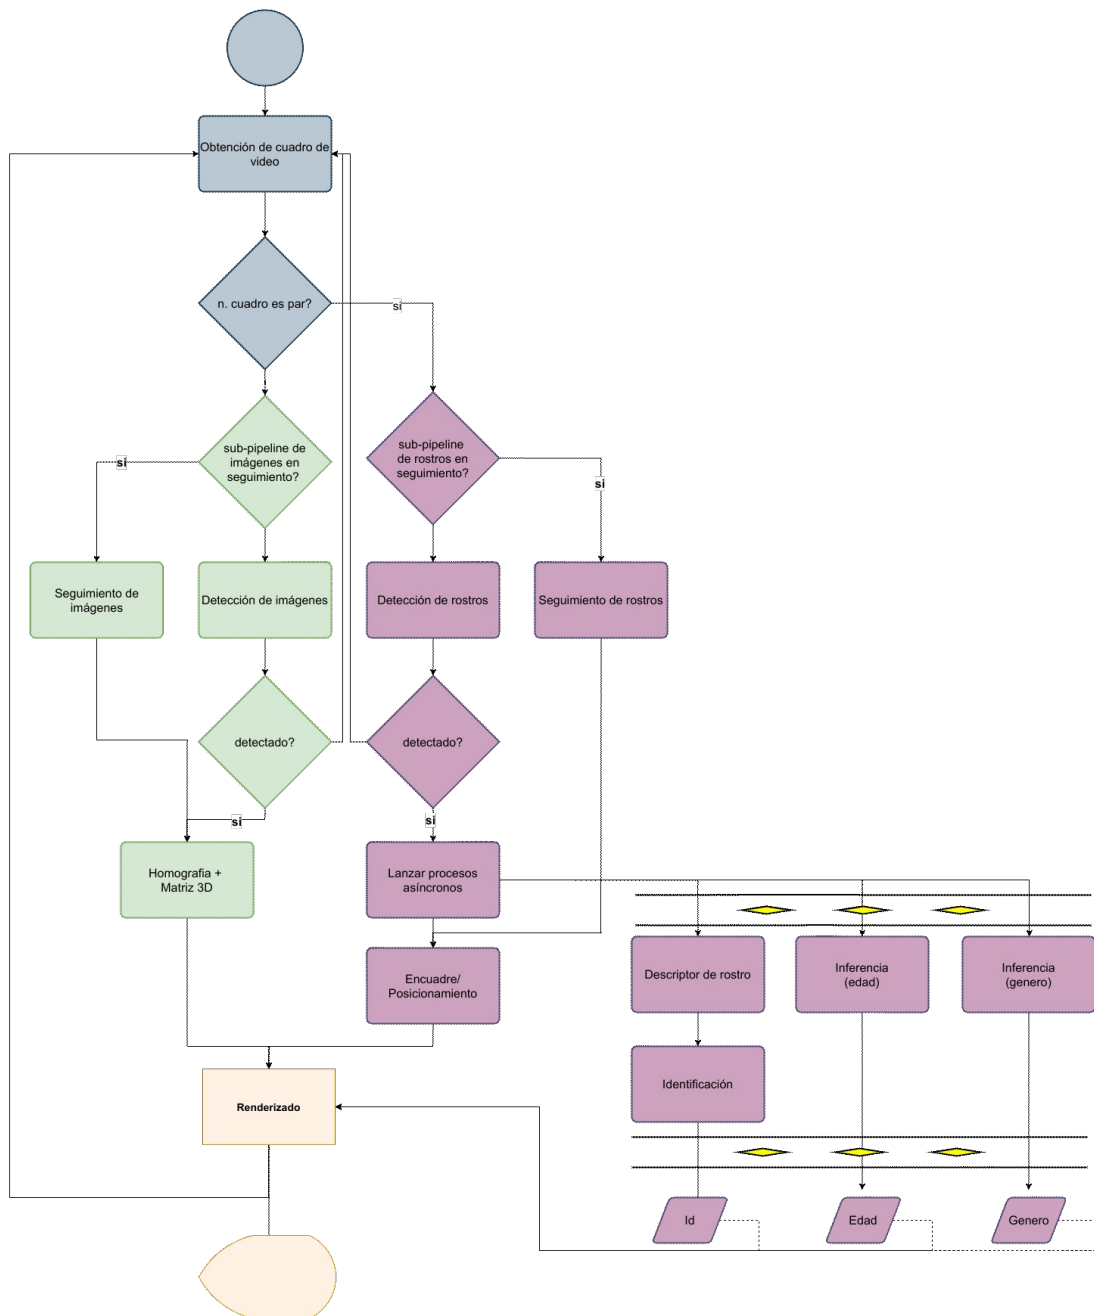 Obtención de cuadro de
video
n. cuadro es par?
si
sub-pipeline de
imágenes en
seguimiento?
si
sub-pipeline
de rostros en
seguimiento?
si
Seguimiento de
imágenes
Detección de imágenes
Detección de rostros
Seguimiento de rostros
detectado?
detectado?
si
si
Homografia +
Matriz 3D
Lanzar procesos
asíncronos
Encuadre/
Posicionamiento
Descriptor de rostro
Inferencia
(edad)
Inferencia
(genero)
Identificación
Renderizado
Id
Edad
Genero